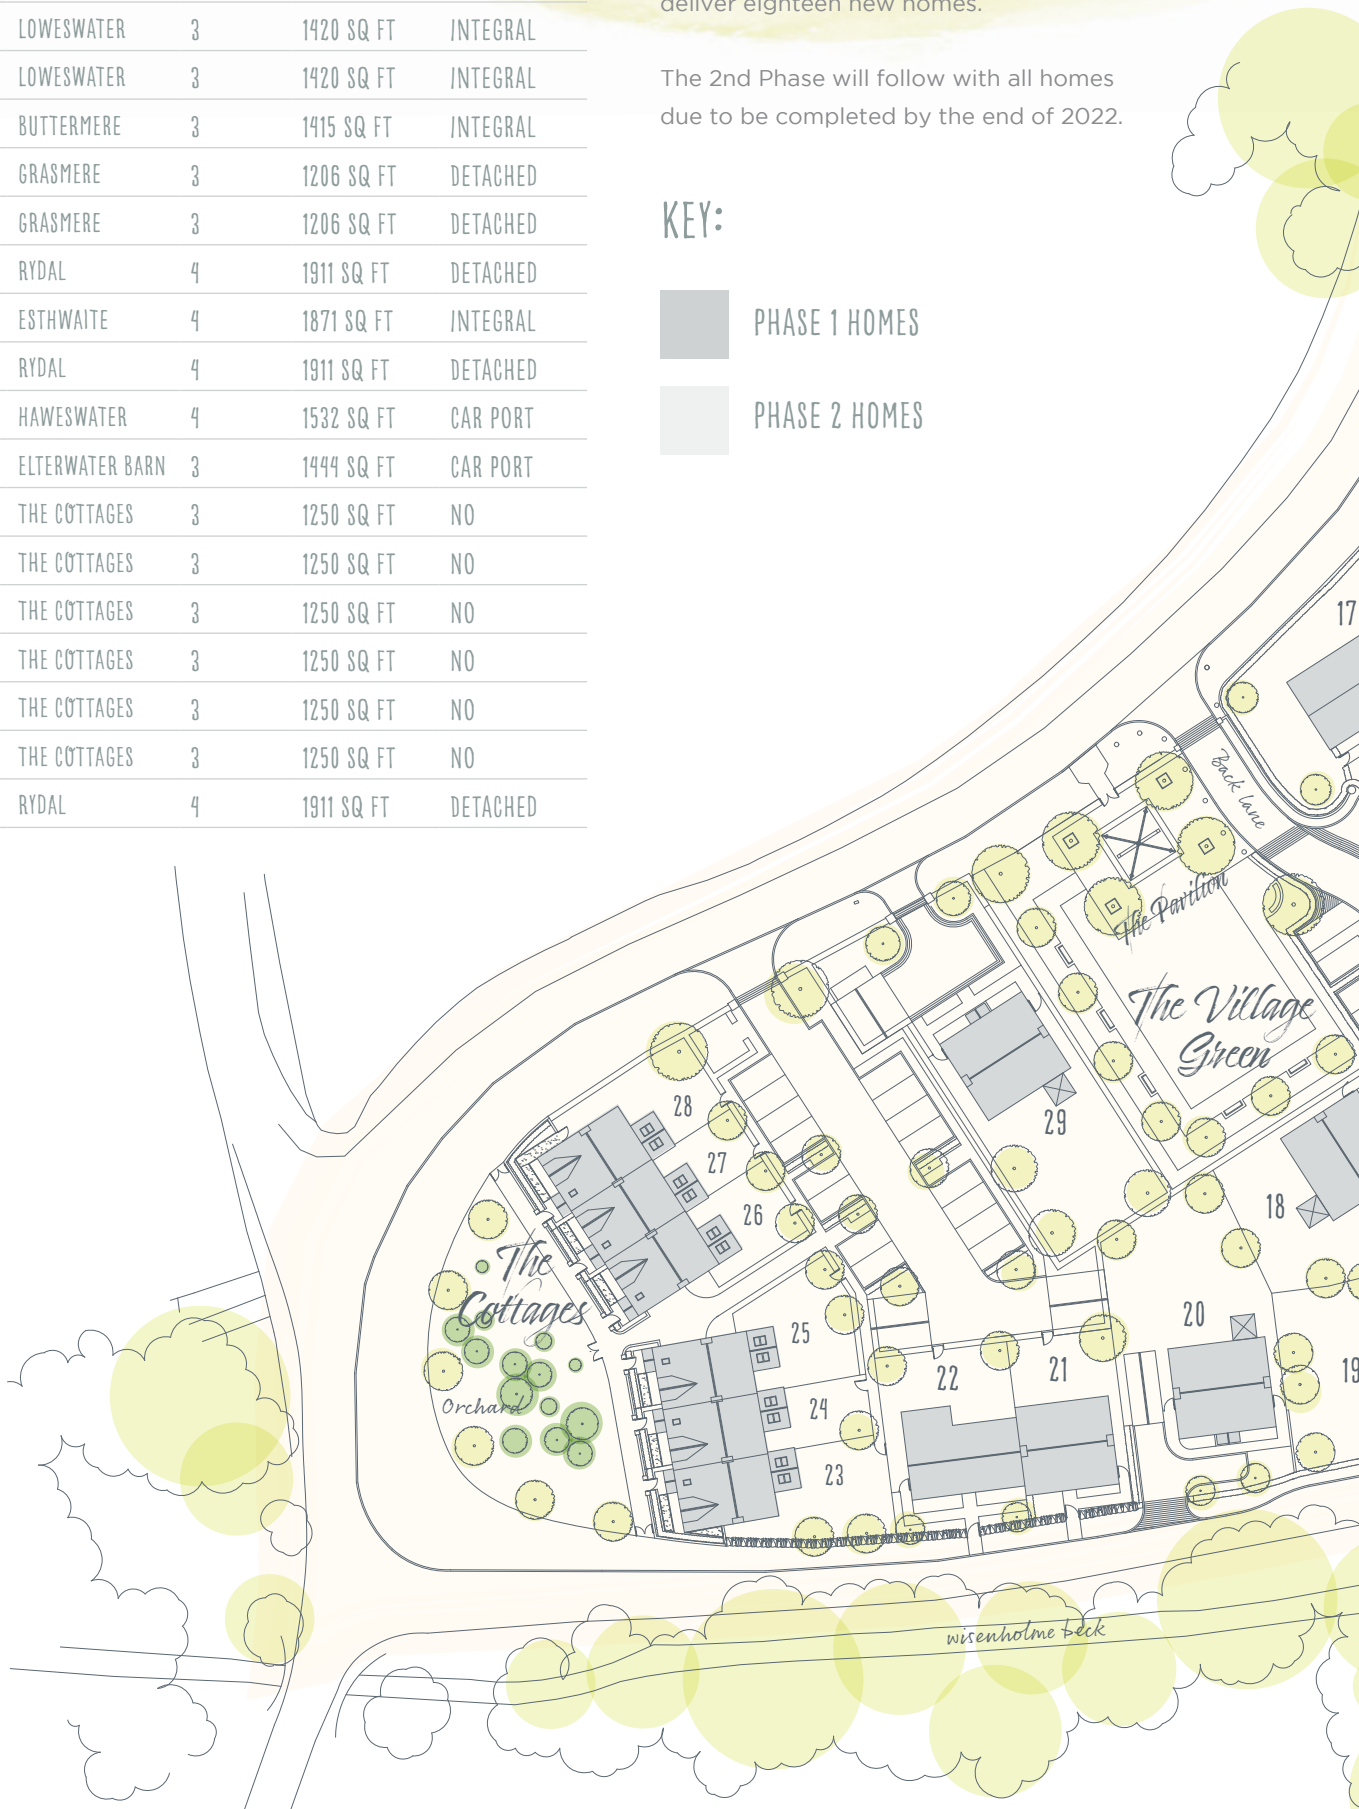 LOWESWATER 3 1420 SQ FT INTEGRAL
LOWESWATER 3 1420 SQ FT INTEGRAL
BUTTERMERE 3 1415 SQ FT INTEGRAL
GRASMERE 3 1206 SQ FT DETACHED
GRASMERE 3 1206 SQ FT DETACHED
RYDAL 4 1911 SQ FT DETACHED
ESTHWAITE 4 1871 SQ FT INTEGRAL
RYDAL 4 1911 SQ FT DETACHED
HAWESWATER 4 1532 SQ FT CAR PORT
ELTERWATER BARN 3 1444 SQ FT CAR PORT
THE COTTAGES 3 1250 SQ FT NO
THE COTTAGES 3 1250 SQ FT NO
THE COTTAGES 3 1250 SQ FT NO
THE COTTAGES 3 1250 SQ FT NO
THE COTTAGES 3 1250 SQ FT NO
THE COTTAGES 3 1250 SQ FT NO
RYDAL 4 1911 SQ FT DETACHED
deliver eighteen new homes.
The 2nd Phase will follow with all homes
due to be completed by the end of 2022.
KEY:
PHASE 1 HOMES
PHASE 2 HOMES
17
Back lane
The Pavilion
The Village
Green
29
28
27
26
18
The
Cottages
25
20
22
21
19
24
Orchard
23
wisenholme beck